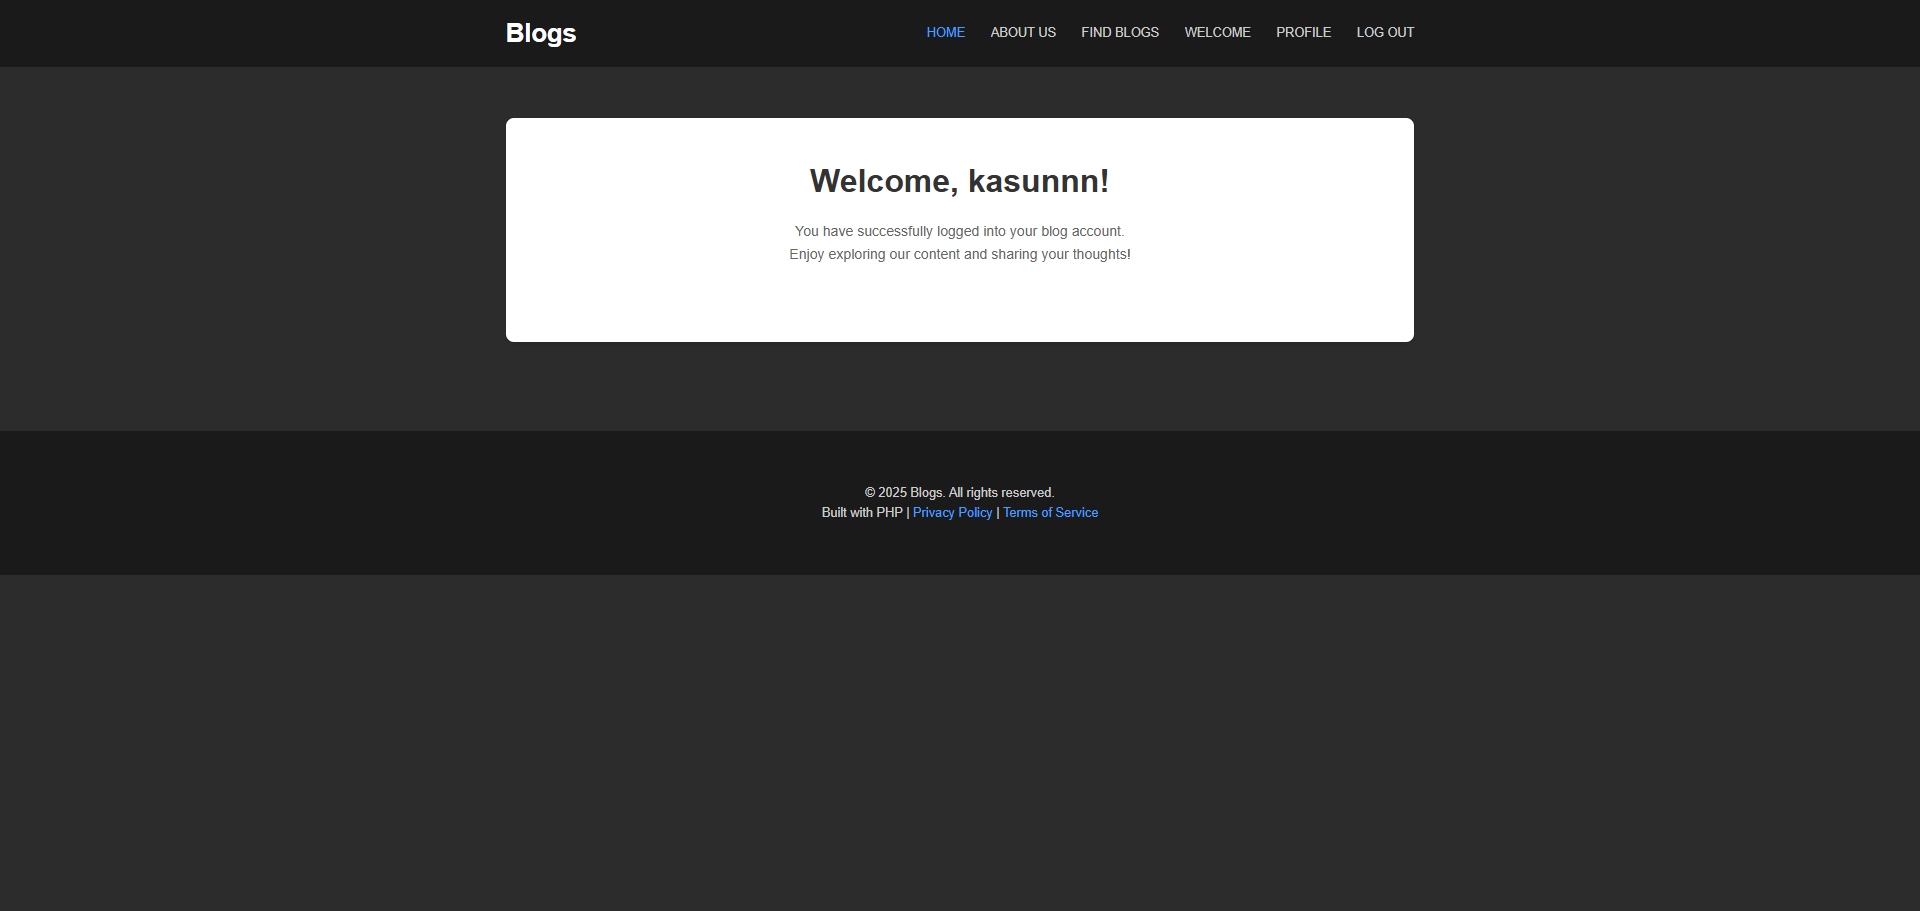 Blogs
HOME ABOUT US FIND BLOGS WELCOME PROFILE LOG OUT
Welcome, kasunnn!
You have successfully logged into your blog account.
Enjoy exploring our content and sharing your thoughts!
© 2025 Blogs. All rights reserved.
Built with PHP | Privacy Policy | Terms of Service